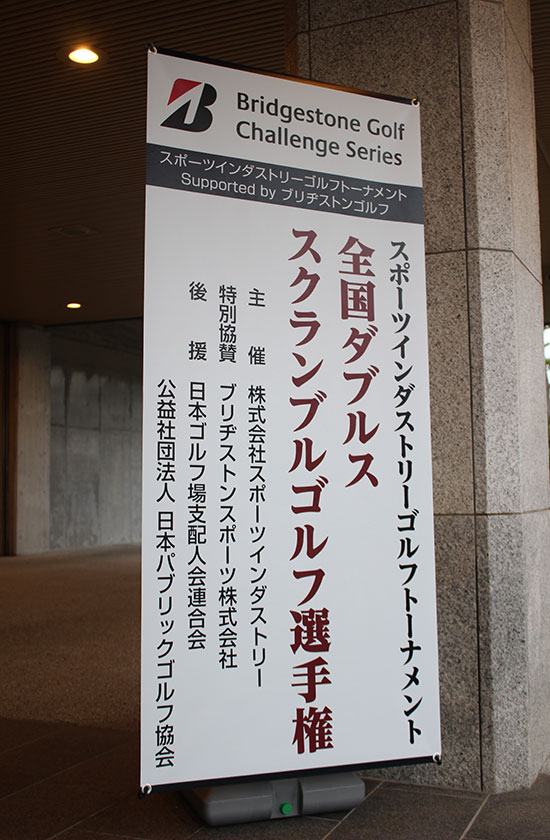 Bridgestone Golf
Challenge Series
スポーツインダストリーゴルフトーナメント
Supported by ブリヂストンゴルフ
スポーツインダストリーゴルフトーナメント
全国ダブルス
スクランブルゴルフ選手権
主催 株式会社スポーツインダストリー
特別協賛 ブリヂストンスポーツ株式会社
後援 日本ゴルフ場支配人会連合会
公益社団法人 日本パブリックゴルフ協会